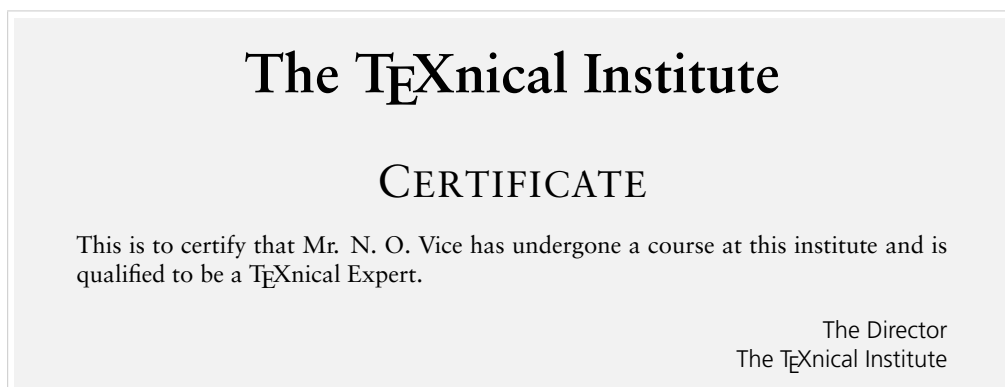 The TEXnical Institute
CERTIFICATE
This is to certify that Mr. N. O. Vice has undergone a course at this institute and is
qualified to be a TEXnical Expert.
The Director
The TEXnical Institute